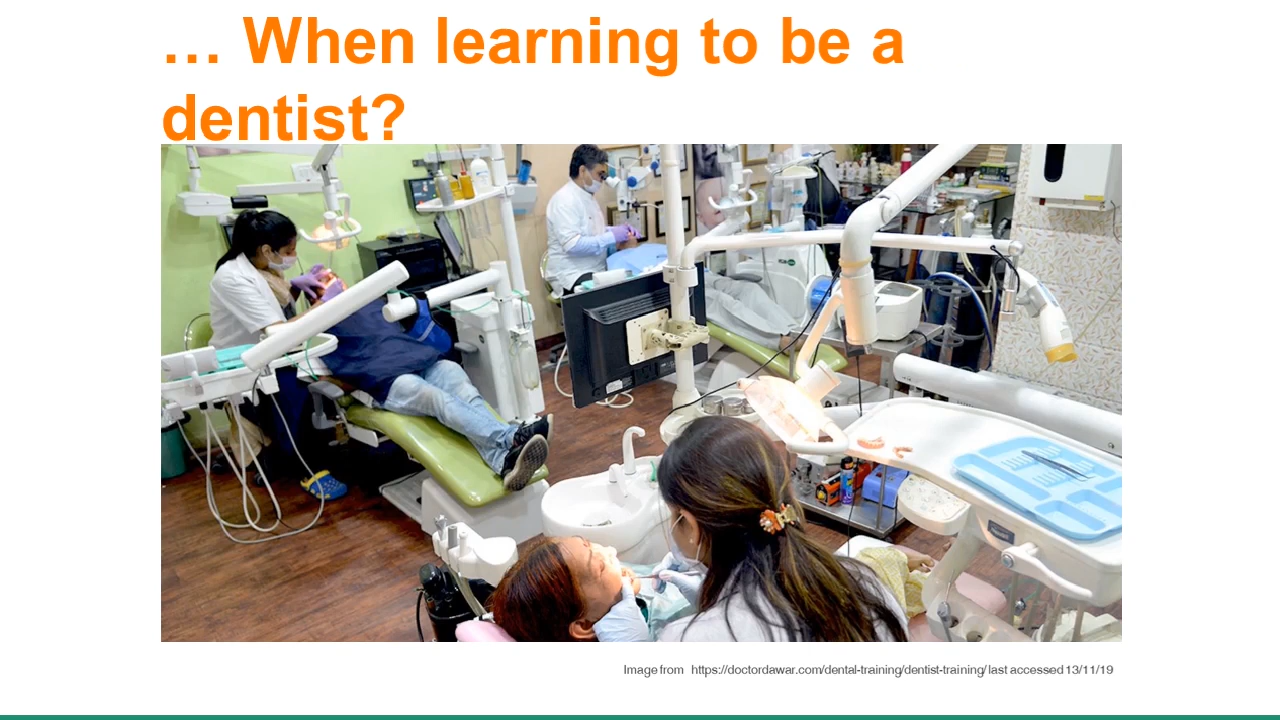 … When learning to be a
dentist?
Image from https://doctordawar.com/dental-training/dentist-training/ last accessed 13/11/19